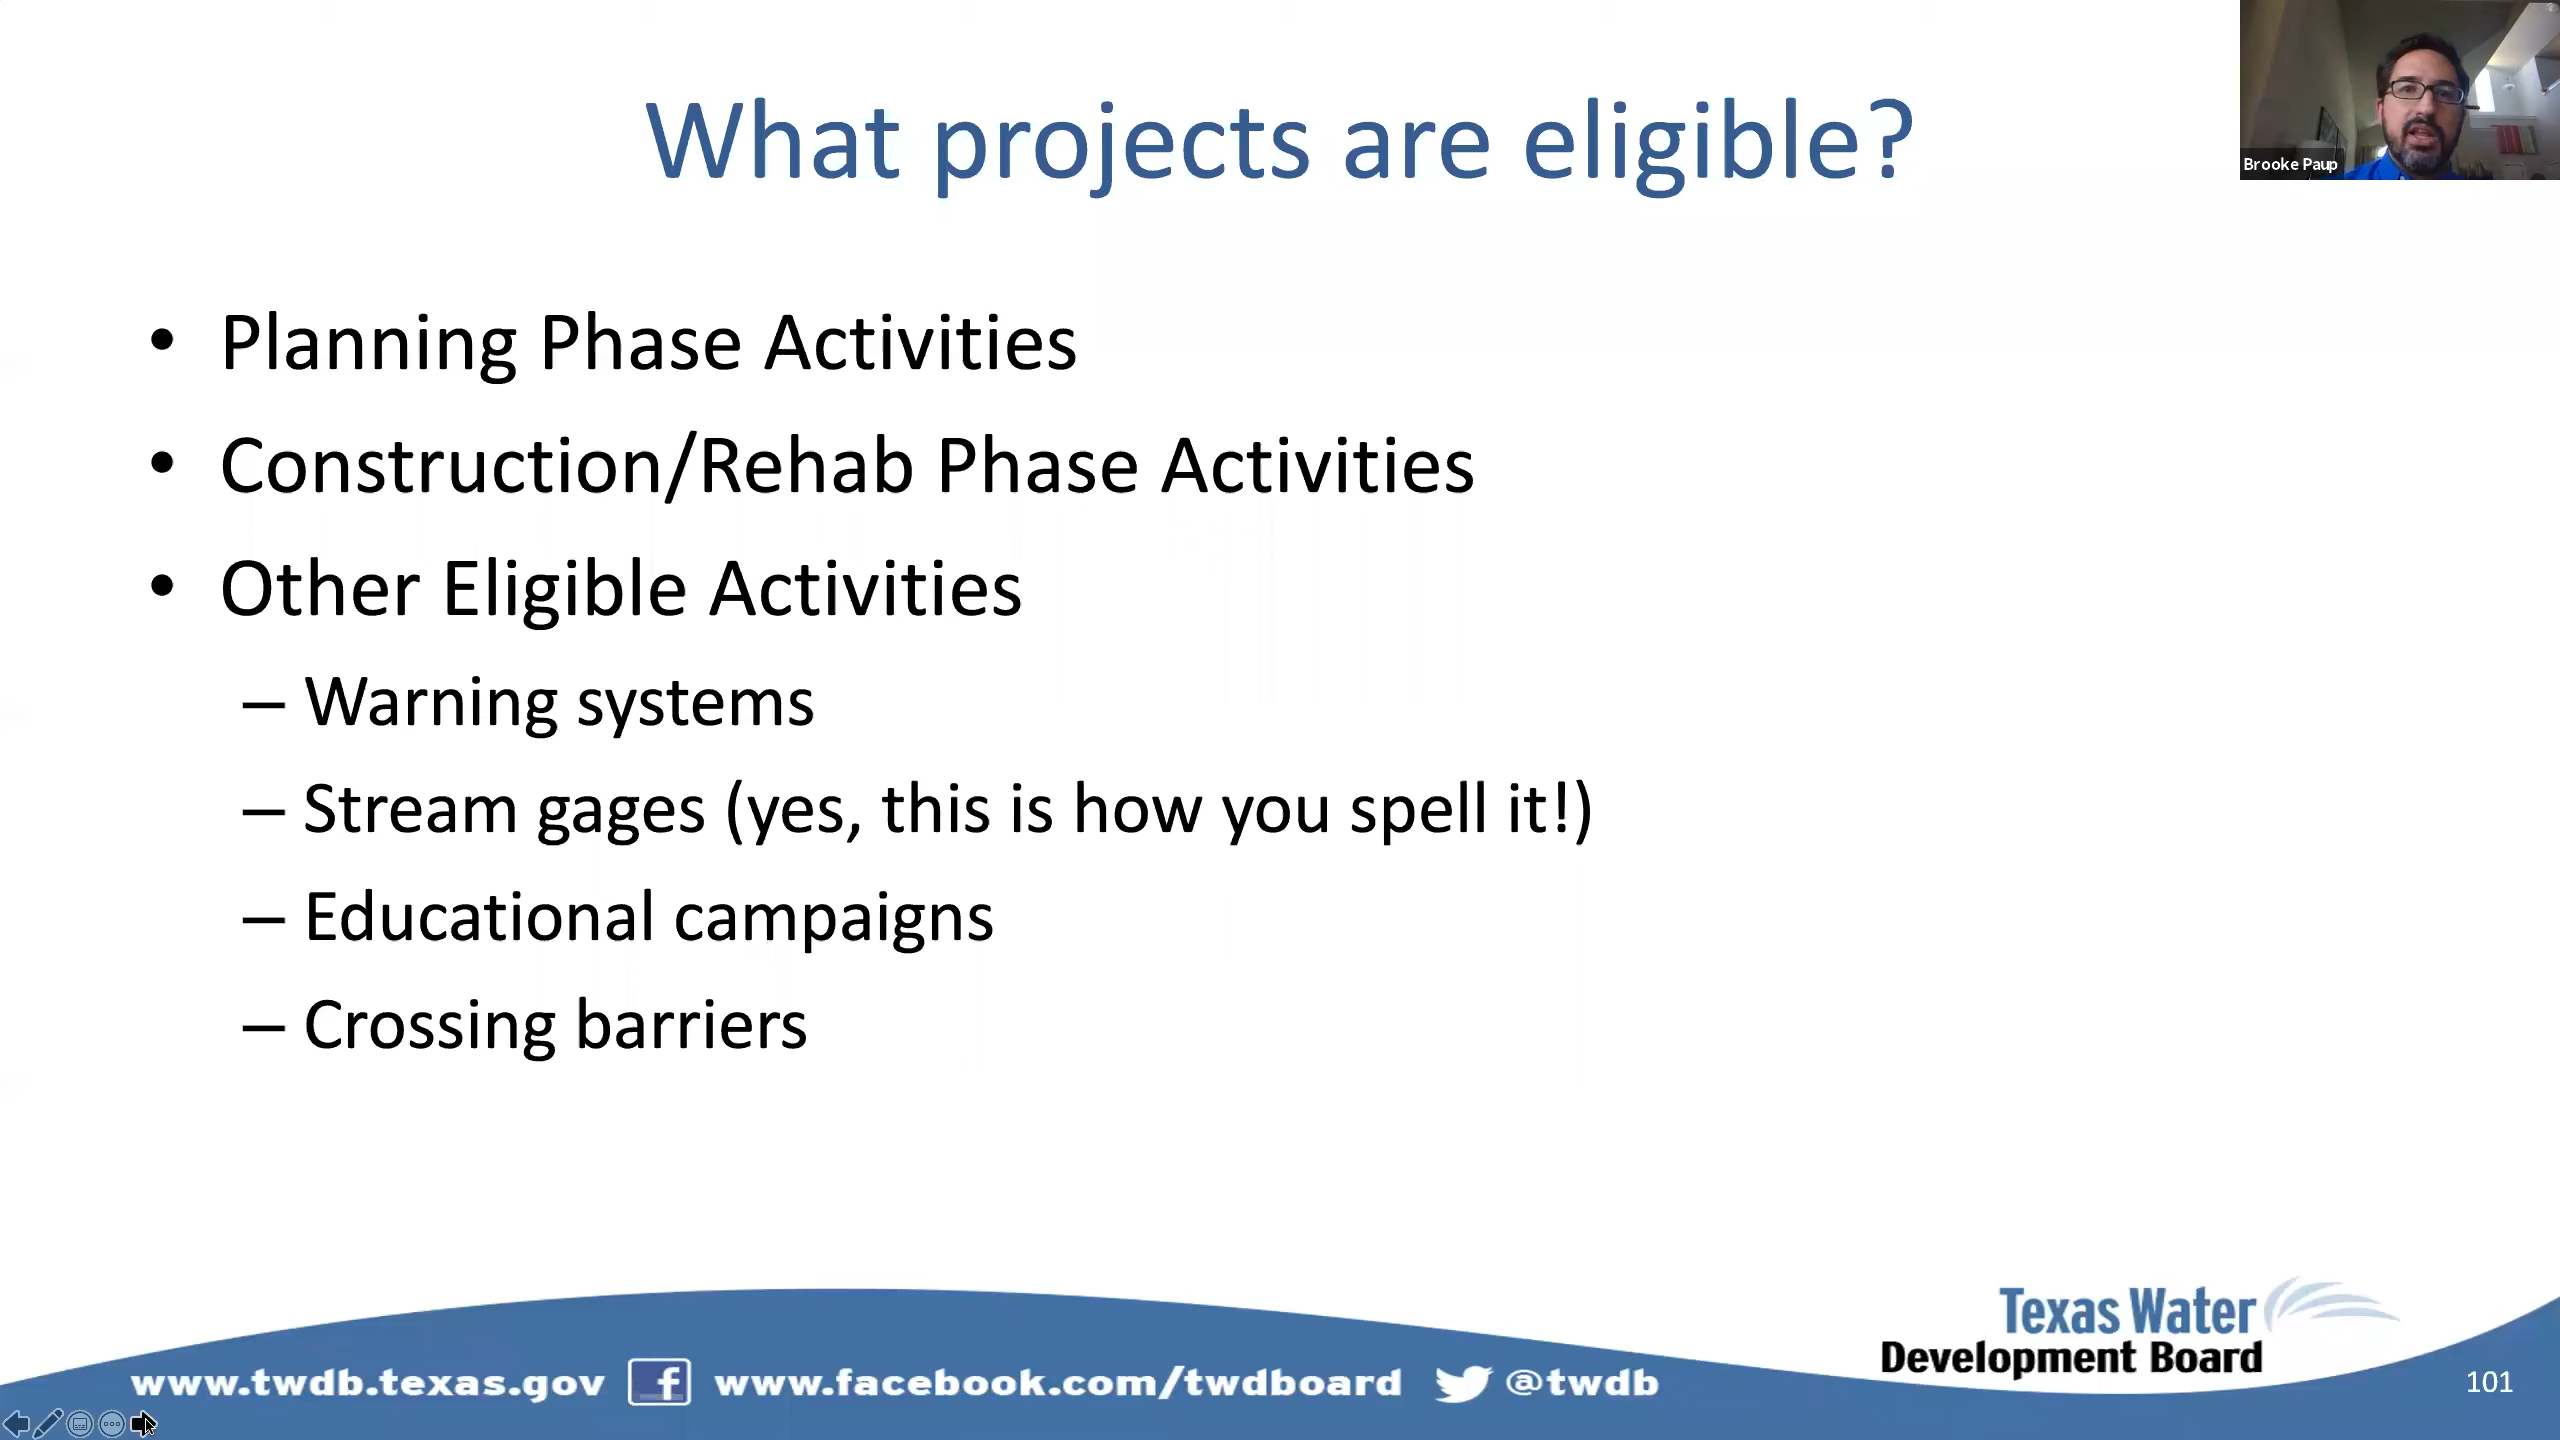 What projects are eligible?
Brooke Paup
• Planning Phase Activities
• Construction/Rehab Phase Activities
• Other Eligible Activities
– Warning systems
– Stream gages (yes, this is how you spell it!)
– Educational campaigns
– Crossing barriers
Texas Water
Development Board
www.twdb.texas.gov f www.facebook.com/twdboard @twdb
101